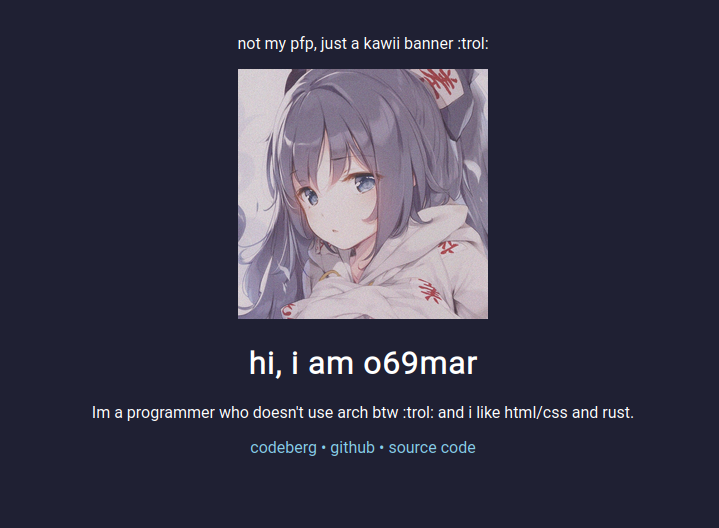 not my pfp, just a kawii banner :trol:
hi, i am o69mar
Im a programmer who doesn't use arch btw :trol: and i like html/css and rust.
codeberg • github • source code